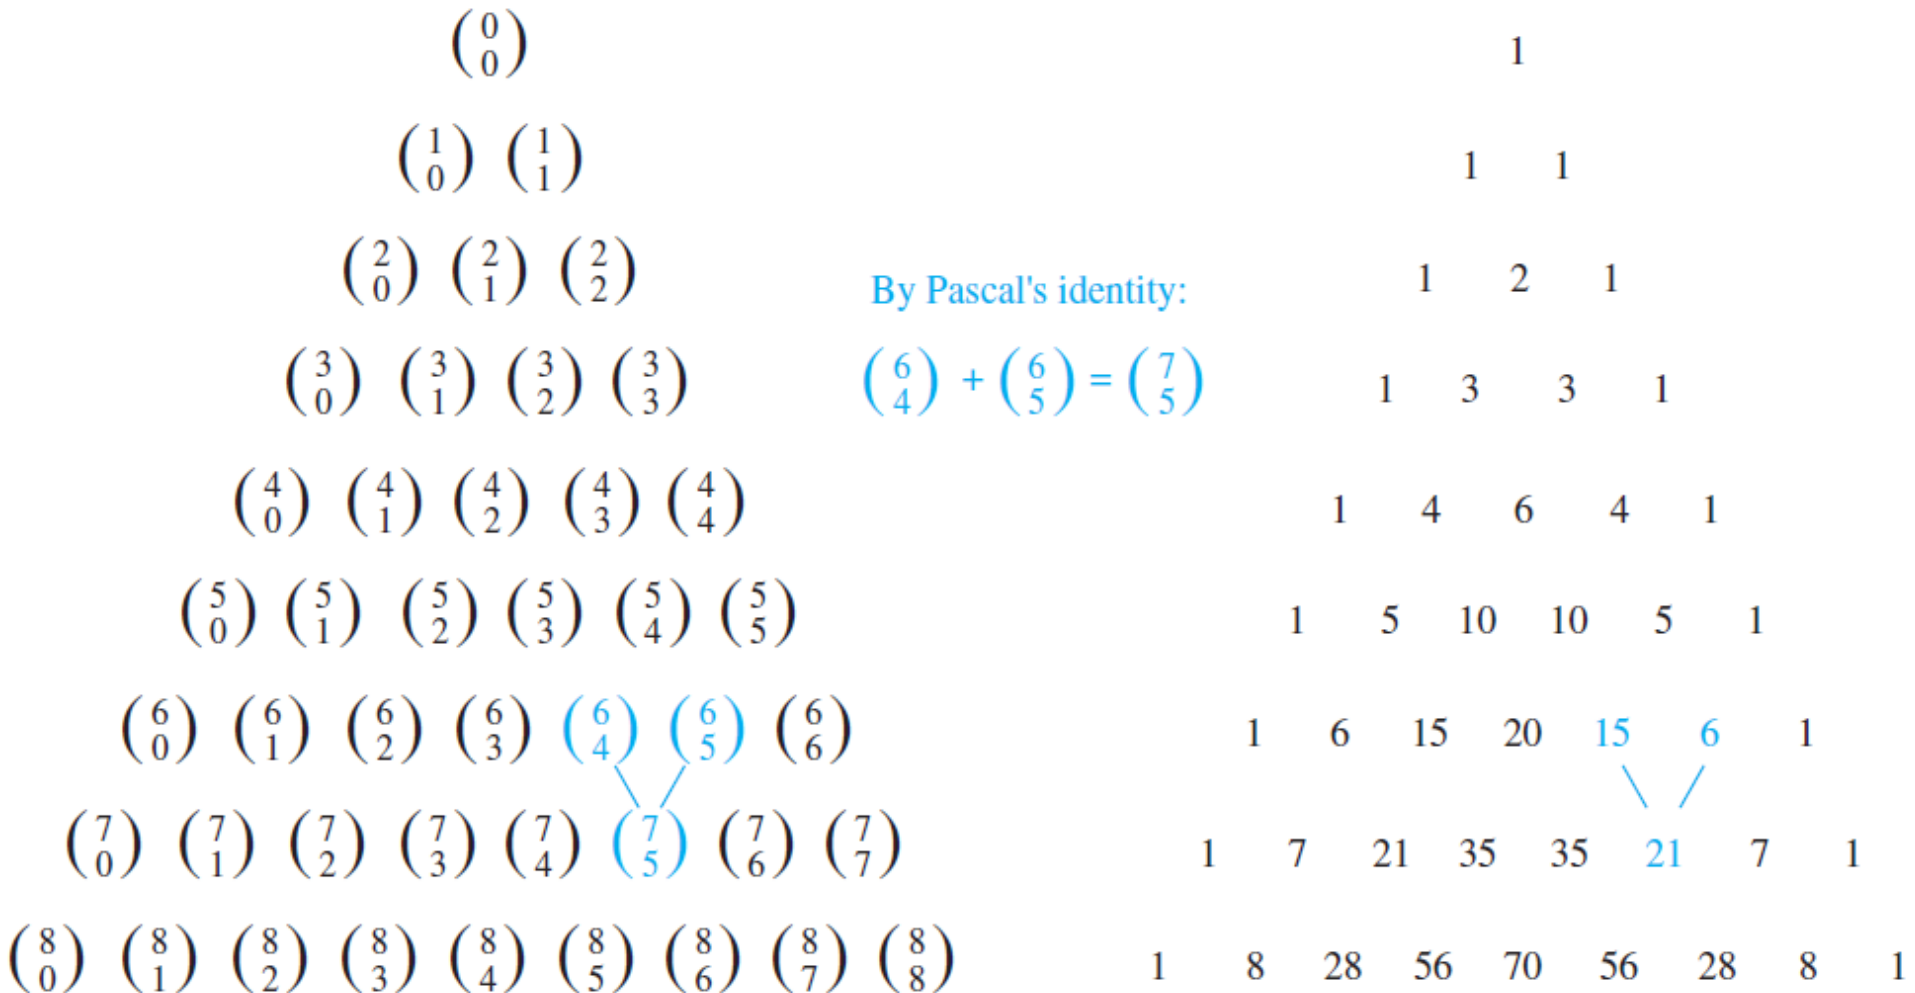 (0 0)
(1 0) (1 1)
(2 0) (2 1) (2 2)
(3 0) (3 1) (3 2) (3 3)
(4 0) (4 1) (4 2) (4 3) (4 4)
(5 0) (5 1) (5 2) (5 3) (5 4) (5 5)
(6 0) (6 1) (6 2) (6 3) (6 4) (6 5) (6 6)
(7 0) (7 1) (7 2) (7 3) (7 4) (7 5) (7 6) (7 7)
(8 0) (8 1) (8 2) (8 3) (8 4) (8 5) (8 6) (8 7) (8 8)
By Pascal's identity:
(6 4) + (6 5) = (7 5)
1
1 1
1 2 1
1 3 3 1
1 4 6 4 1
1 5 10 10 5 1
1 6 15 20 15 6 1
1 7 21 35 35 21 7 1
1 8 28 56 70 56 28 8 1